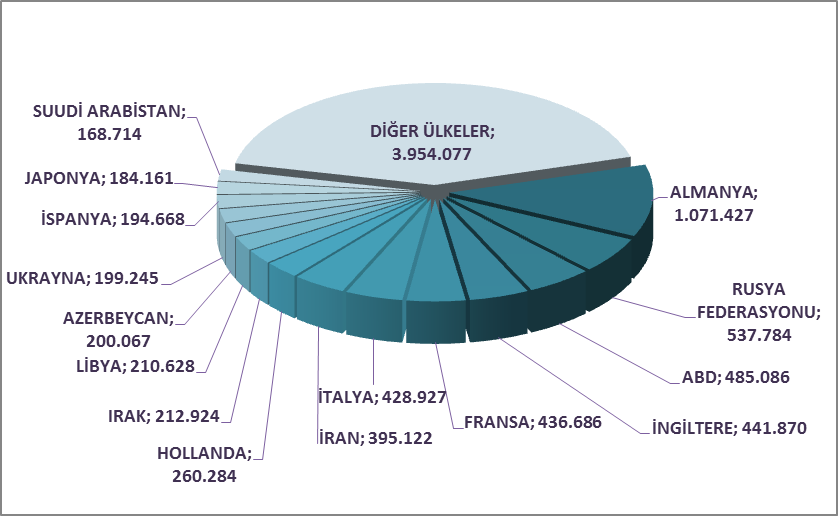 DİĞER ÜLKELER;
3.954.077
ALMANYA;
1.071.427
RUSYA
FEDERASYONU;
537.784
ABD; 485.086
İNGİLTERE; 441.870
FRANSA; 436.686
İTALYA; 428.927
İRAN; 395.122
HOLLANDA;
260.284
IRAK; 212.924
LİBYA; 210.628
AZERBEYCAN;
200.067
UKRAYNA; 199.245
İSPANYA; 194.668
JAPONYA; 184.161
SUUDİ ARABİSTAN;
168.714